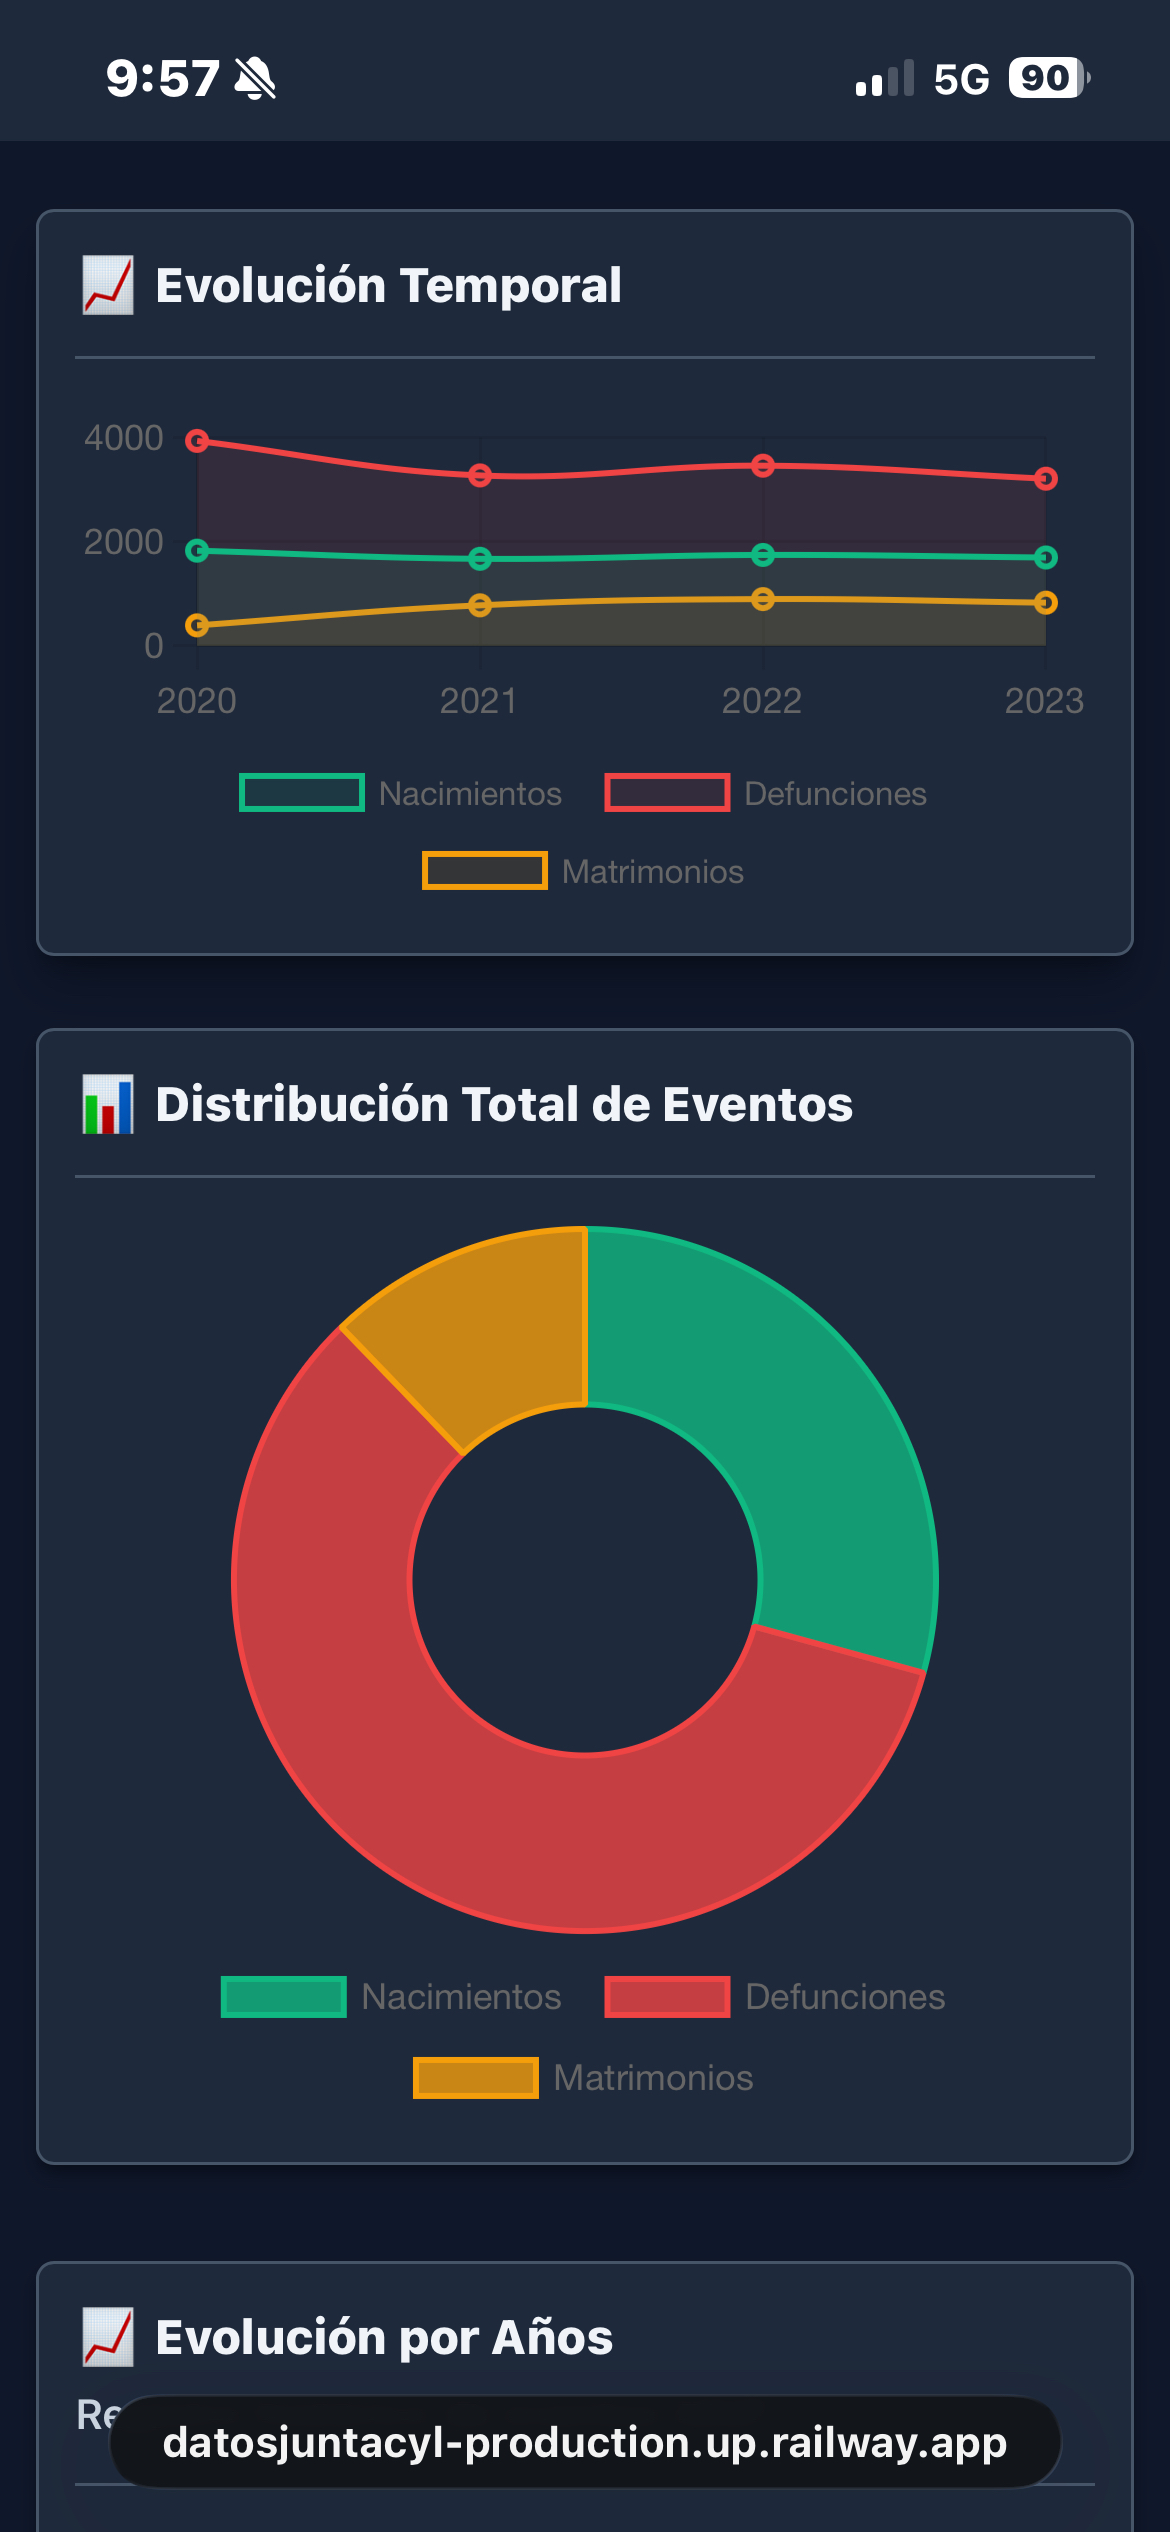 9:57 5G 90
Evolución Temporal
4000
2000
0
2020 2021 2022 2023
Nacimientos Defunciones
Matrimonios
Distribución Total de Eventos
Nacimientos Defunciones
Matrimonios
Evolución por Años
datosjuntacyl-production.up.railway.app